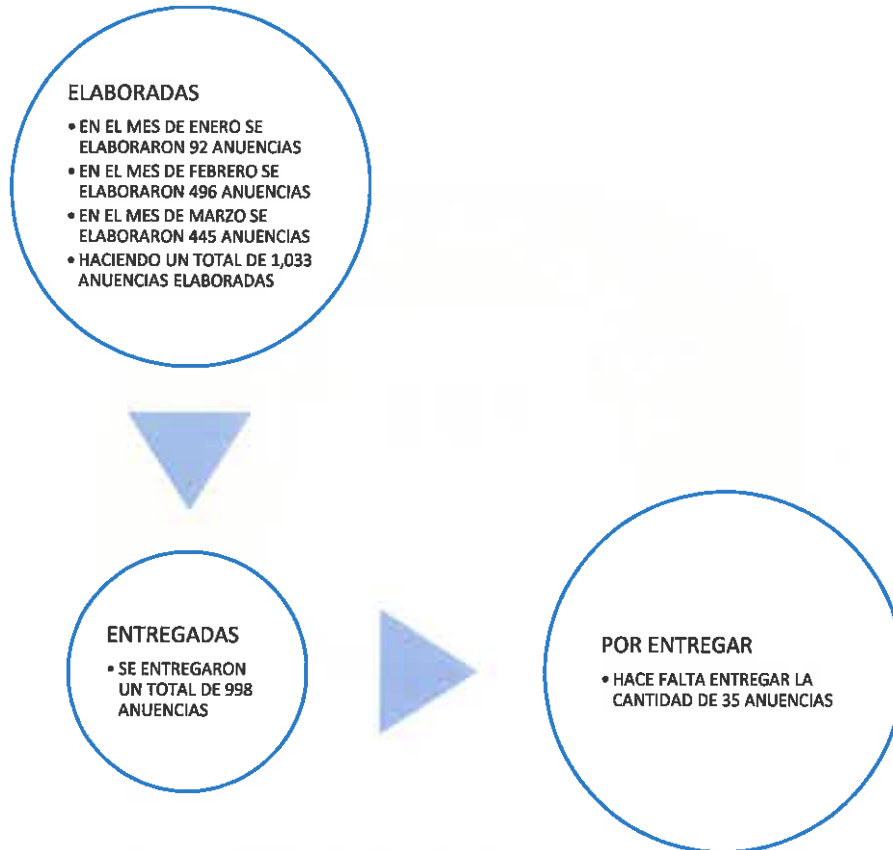 ELABORADAS
• EN EL MES DE ENERO SE
ELABORARON 92 ANUENCIAS
• EN EL MES DE FEBRERO SE
ELABORARON 496 ANUENCIAS
• EN EL MES DE MARZO SE
ELABORARON 445 ANUENCIAS
• HACIENDO UN TOTAL DE 1,033
ANUENCIAS ELABORADAS
ENTREGADAS
• SE ENTREGARON
UN TOTAL DE 998
ANUENCIAS
POR ENTREGAR
• HACE FALTA ENTREGAR LA
CANTIDAD DE 35 ANUENCIAS